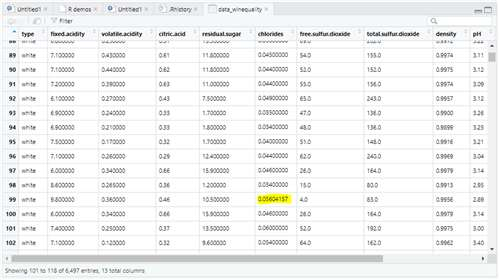 Untitled1* R demos .Rhistory Untitled1* data_winequality
Filter
type fixed.acidity volatile.acidity citric.acid residual.sugar chlorides free.sulfur.dioxide total.sulfur.dioxide density pH
89 white 7.100000 0.430000 0.61 11.800000 0.04500000 54.0 155.0 0.9974 3.11
90 white 7.100000 0.440000 0.62 11.800000 0.04400000 52.0 152.0 0.9975 3.12
91 white 7.200000 0.390000 0.63 11.000000 0.04400000 55.0 156.0 0.9974 3.09
92 white 6.800000 0.270000 0.43 7.500000 0.04900000 65.0 243.0 0.9957 3.12
93 white 6.900000 0.240000 0.33 1.700000 0.03500000 47.0 136.0 0.9900 3.26
94 white 6.900000 0.210000 0.33 1.800000 0.03400000 48.0 136.0 0.9899 3.25
95 white 7.500000 0.170000 0.32 1.700000 0.04000000 51.0 148.0 0.9916 3.21
96 white 7.100000 0.260000 0.29 12.400000 0.04400000 62.0 240.0 0.9969 3.04
97 white 6.000000 0.340000 0.66 15.900000 0.04600000 26.0 164.0 0.9979 3.14
98 white 8.600000 0.265000 0.36 1.200000 0.03400000 15.0 80.0 0.9913 2.95
99 white 9.800000 0.360000 0.46 10.500000 0.05604157 4.0 83.0 0.9956 2.89
100 white 6.000000 0.340000 0.66 15.900000 0.04600000 26.0 164.0 0.9979 3.14
101 white 7.400000 0.250000 0.37 13.500000 0.06000000 52.0 192.0 0.9975 3.00
102 white 7.100000 0.120000 0.32 9.600000 0.05400000 64.0 162.0 0.9962 3.40
Showing 101 to 118 of 6,497 entries, 13 total columns